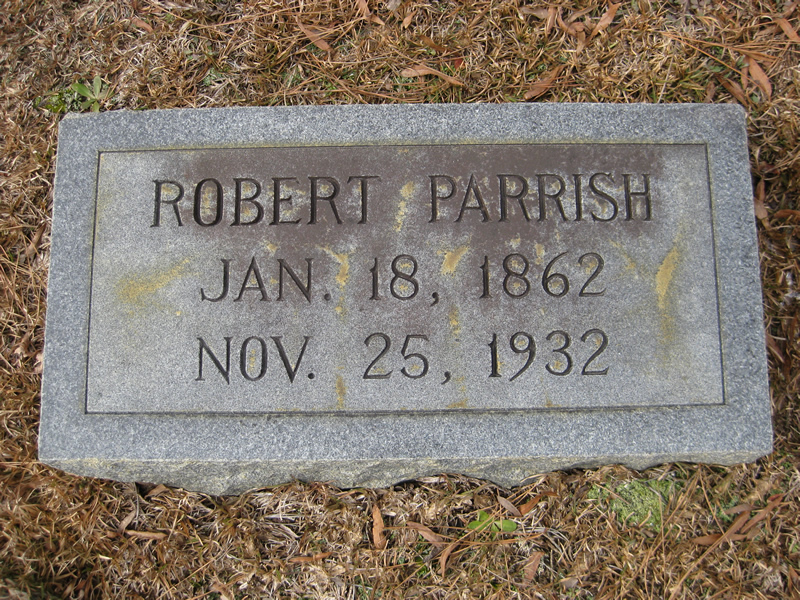 ROBERT PARRISH
JAN. 18, 1862
NOV. 25, 1932